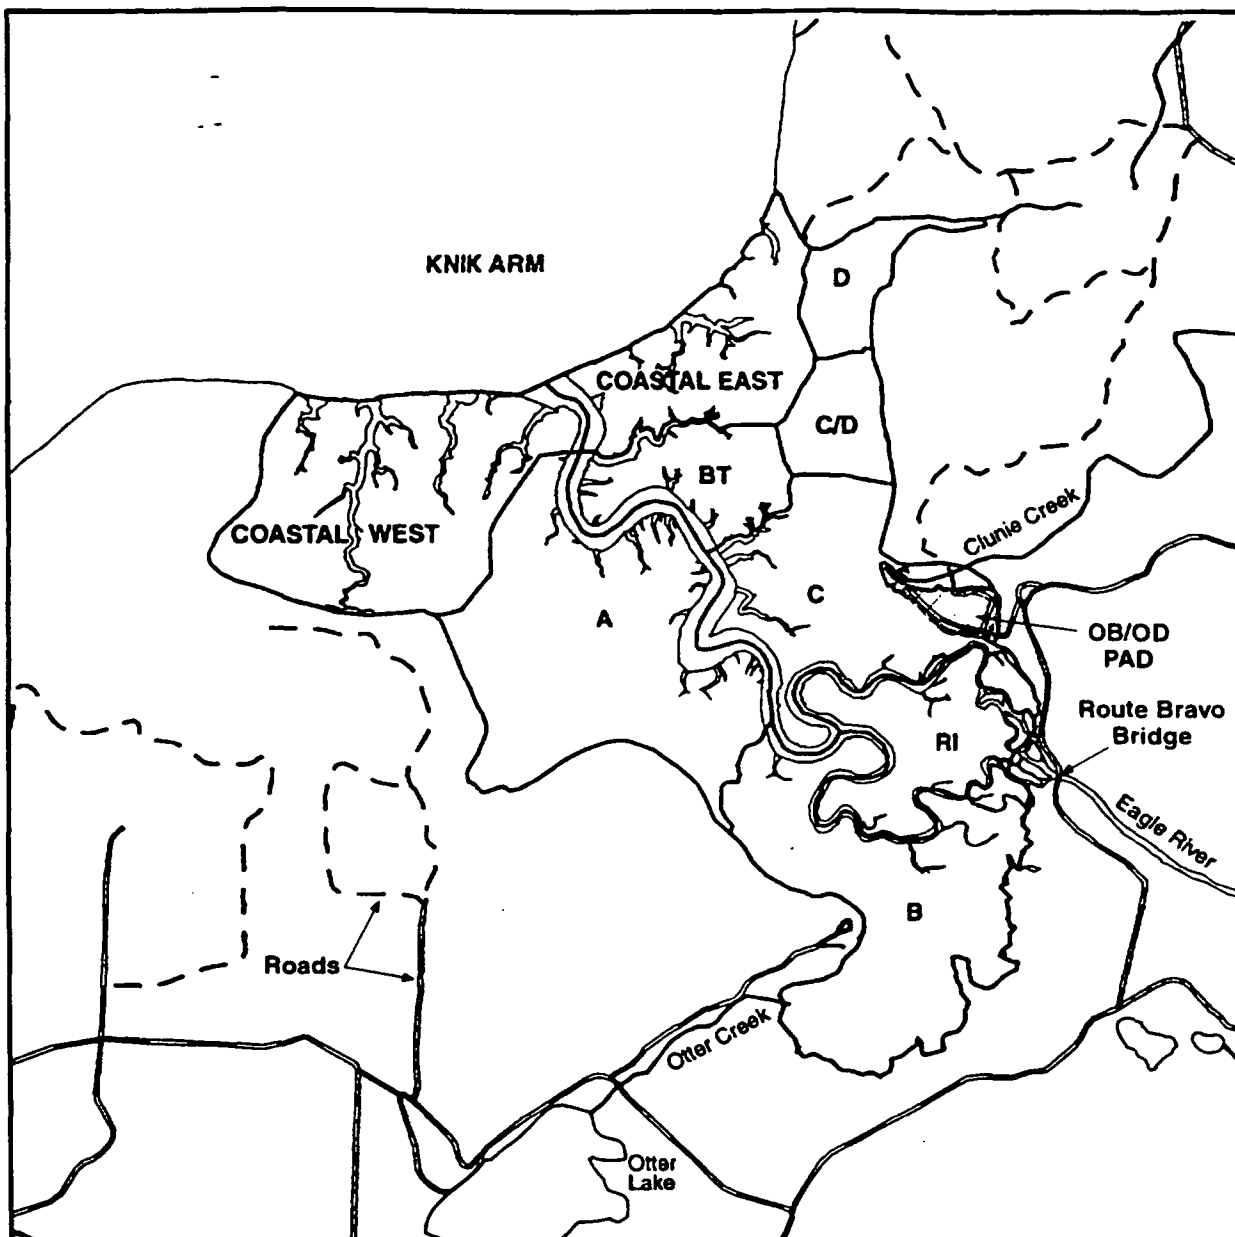 KNIK ARM
D
COASTAL EAST
C/D
BT
COASTAL WEST
Clunie Creek
A
C
OB/OD
PAD
Route Bravo
Bridge
RI
Eagle River
B
Roads
Otter Creek
Otter
Lake